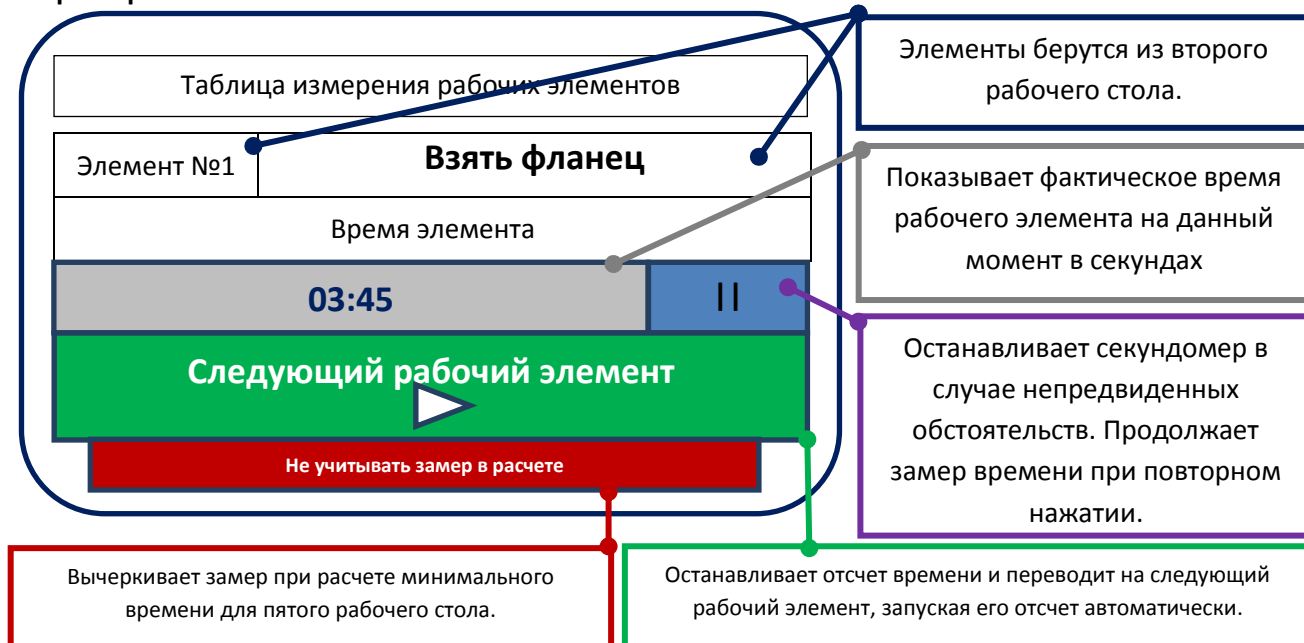 Таблица измерения рабочих элементов
Элемент №1
Взять фланец
Время элемента
03:45
Следующий рабочий элемент
Не учитывать замер в расчете
Элементы берутся из второго
рабочего стола.
Показывает фактическое время
рабочего элемента на данный
момент в секундах
Останавливает секундомер в
случае непредвиденных
обстоятельств. Продолжает
замер времени при повторном
нажатии.
Вычеркивает замер при расчете минимального
времени для пятого рабочего стола.
Останавливает отсчет времени и переводит на следующий
рабочий элемент, запуская его отсчет автоматически.